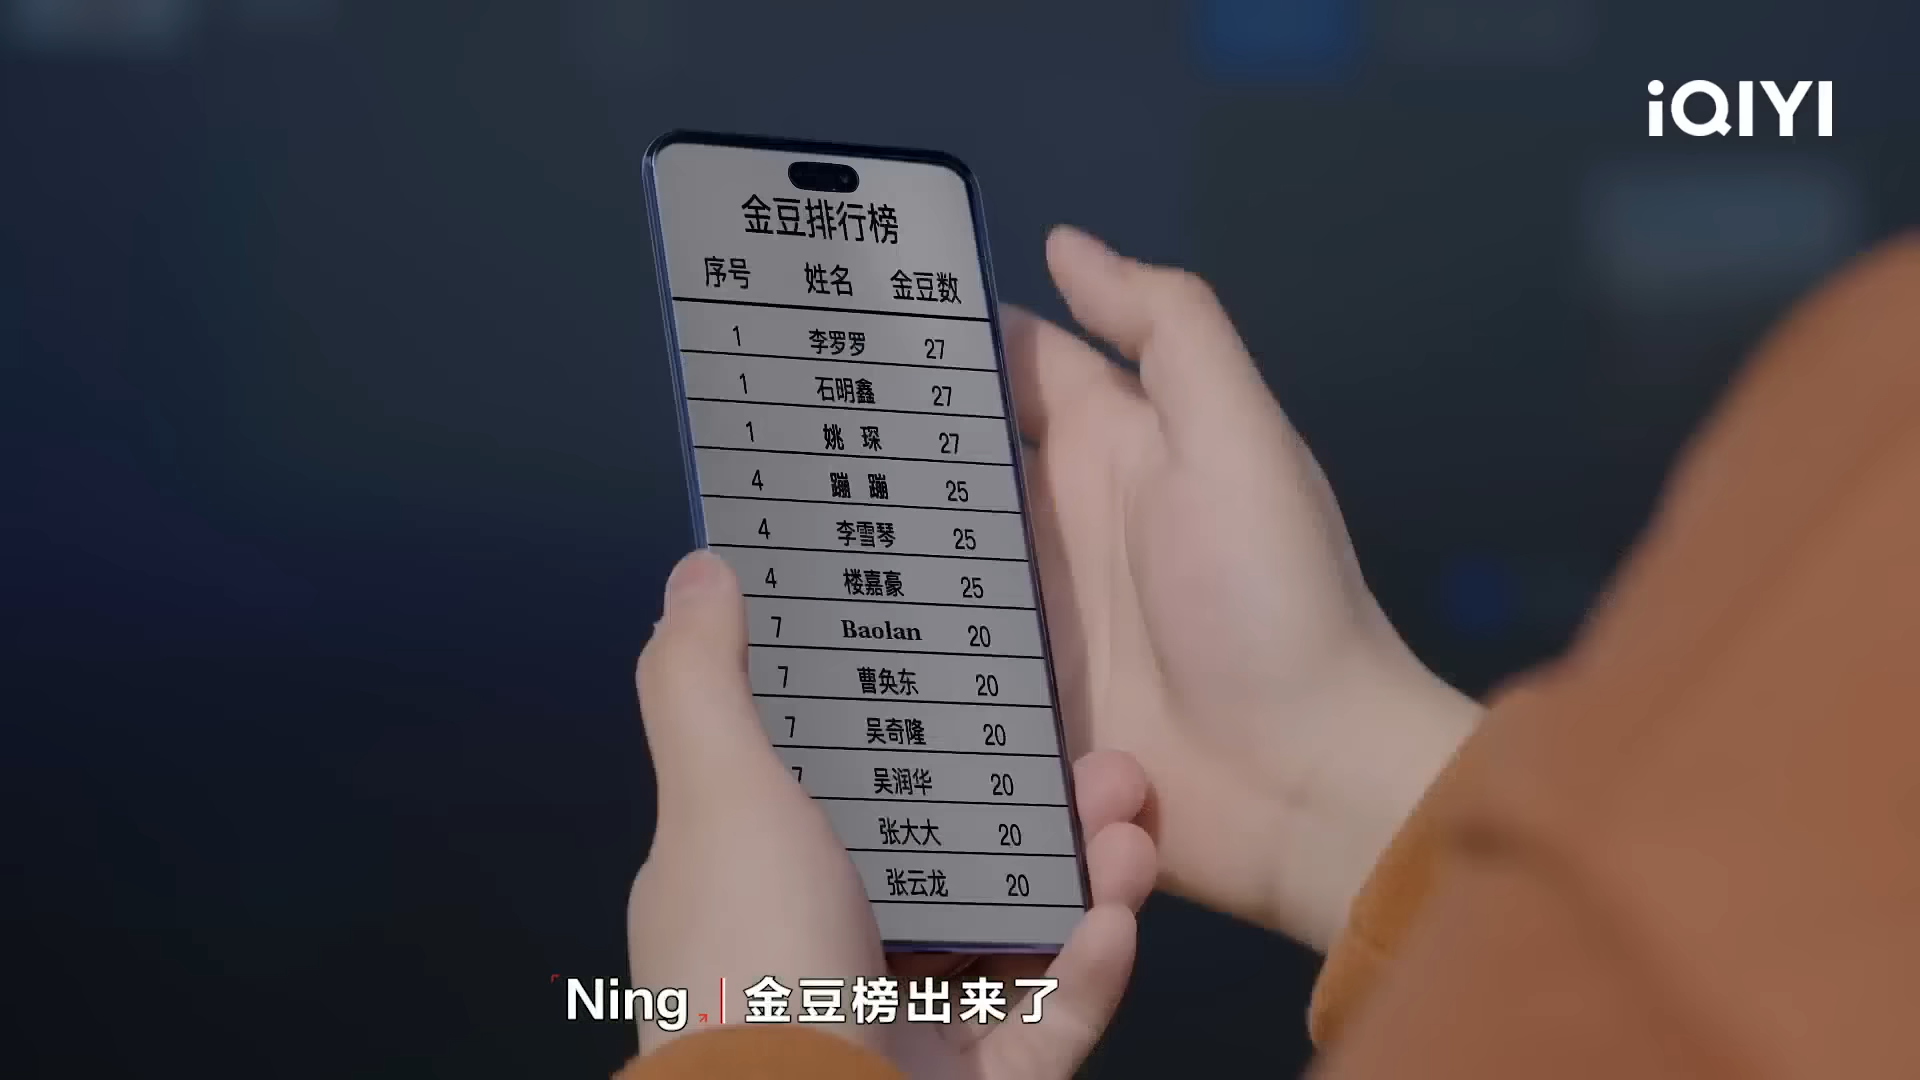 iQIYI
金豆排行榜
序号 姓名 金豆数
1 李罗罗 27
1 石明鑫 27
1 姚 琛 27
4 蹦 蹦 25
4 李雪琴 25
4 楼嘉豪 25
7 Baolan 20
7 曹奂东 20
7 吴奇隆 20
7 吴润华 20
张大大 20
张云龙 20
Ning 金豆榜出来了